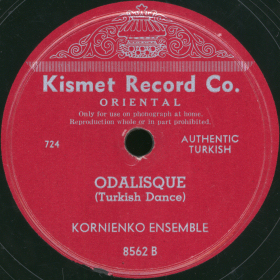 Kismet Record Co.
ORIENTAL
Only for use on phonograph at home.
Reproduction whole or in part prohibited.
724
AUTHENTIC
TURKISH
ODALISQUE
(Turkish Dance)
KORNIENKO ENSEMBLE
8562 B